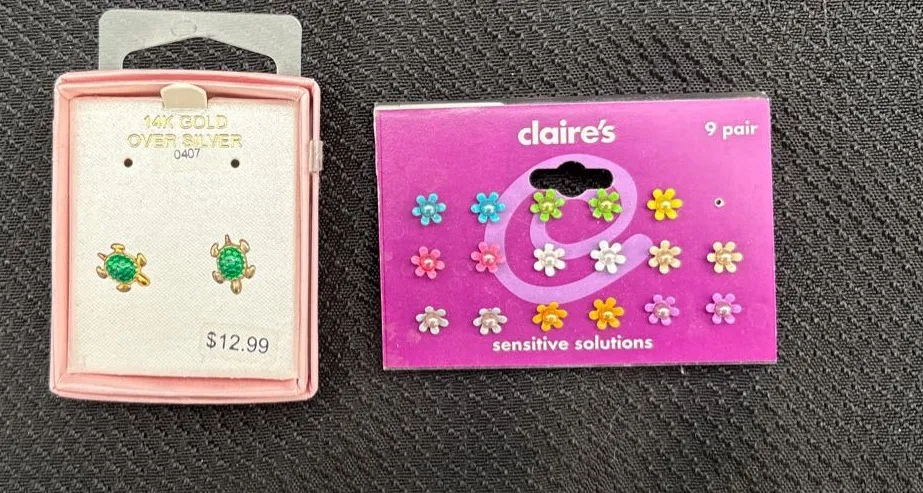 14K GOLD
OVER SILVER
0407
$12.99
claire's
9 pair
sensitive solutions